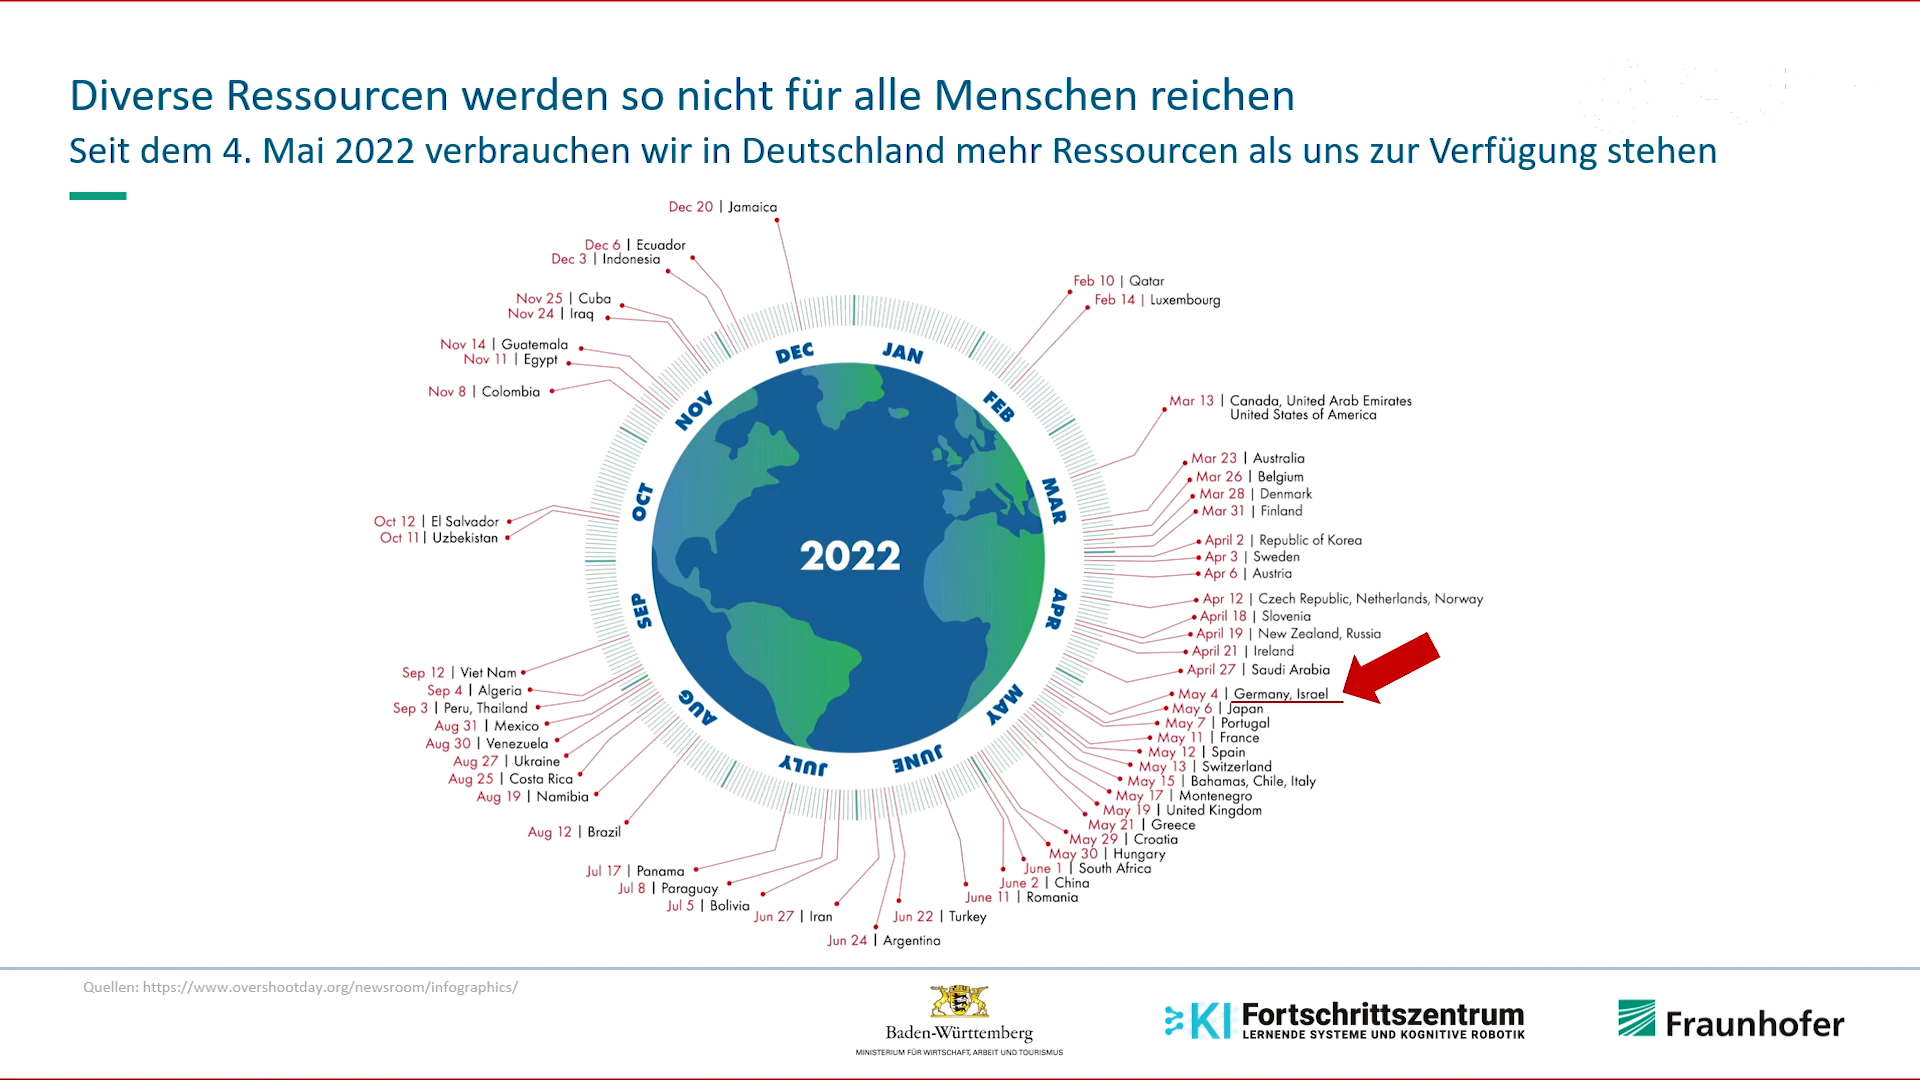 Diverse Ressourcen werden so nicht für alle Menschen reichen
Seit dem 4. Mai 2022 verbrauchen wir in Deutschland mehr Ressourcen als uns zur Verfügung stehen
Dec 20 | Jamaica
Dec 6 | Ecuador
Dec 3 | Indonesia
Nov 25 | Cuba
Nov 24 | Iraq
Nov 14 | Guatemala
Nov 11 | Egypt
Nov 8 | Colombia
Oct 12 | El Salvador
Oct 11 | Uzbekistan
Sep 12 | Viet Nam
Sep 4 | Algeria
Sep 3 | Peru, Thailand
Aug 31 | Mexico
Aug 30 | Venezuela
Aug 27 | Ukraine
Aug 25 | Costa Rica
Aug 19 | Namibia
Aug 12 | Brazil
Jul 17 | Panama
Jul 8 | Paraguay
Jul 5 | Bolivia
Jun 27 | Iran
Jun 24 | Argentina
Jun 22 | Turkey
Feb 10 | Qatar
Feb 14 | Luxembourg
Mar 13 | Canada, United Arab Emirates
United States of America
Mar 23 | Australia
Mar 26 | Belgium
Mar 28 | Denmark
Mar 31 | Finland
April 2 | Republic of Korea
Apr 3 | Sweden
Apr 6 | Austria
Apr 12 | Czech Republic, Netherlands, Norway
April 18 | Slovenia
April 19 | New Zealand, Russia
April 21 | Ireland
April 27 | Saudi Arabia
May 4 | Germany, Israel
May 6 | Japan
May 7 | Portugal
May 11 | France
May 12 | Spain
May 13 | Switzerland
May 15 | Bahamas, Chile, Italy
May 17 | Montenegro
May 19 | United Kingdom
May 21 | Greece
May 29 | Croatia
May 30 | Hungary
June 1 | South Africa
June 2 | China
June 11 | Romania
JAN
FEB
MAR
APR
MAY
JUNE
JULY
AUG
SEP
OCT
NOV
DEC
2022
Quellen: https://www.overshootday.org/newsroom/infographics/
Baden-Württemberg
MINISTERIUM FÜR WIRTSCHAFT, ARBEIT UND TOURISMUS
KI Fortschrittszentrum
LERNENDE SYSTEME UND KOGNITIVE ROBOTIK
Fraunhofer